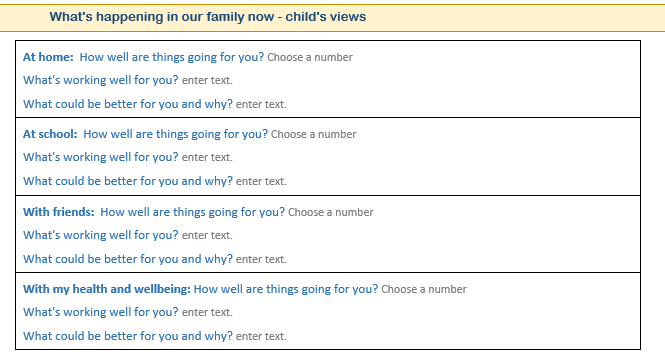 What's happening in our family now - child's views
At home: How well are things going for you? Choose a number
What's working well for you? enter text.
What could be better for you and why? enter text.
At school: How well are things going for you? Choose a number
What's working well for you? enter text.
What could be better for you and why? enter text.
With friends: How well are things going for you? Choose a number
What's working well for you? enter text.
What could be better for you and why? enter text.
With my health and wellbeing: How well are things going for you? Choose a number
What's working well for you? enter text.
What could be better for you and why? enter text.